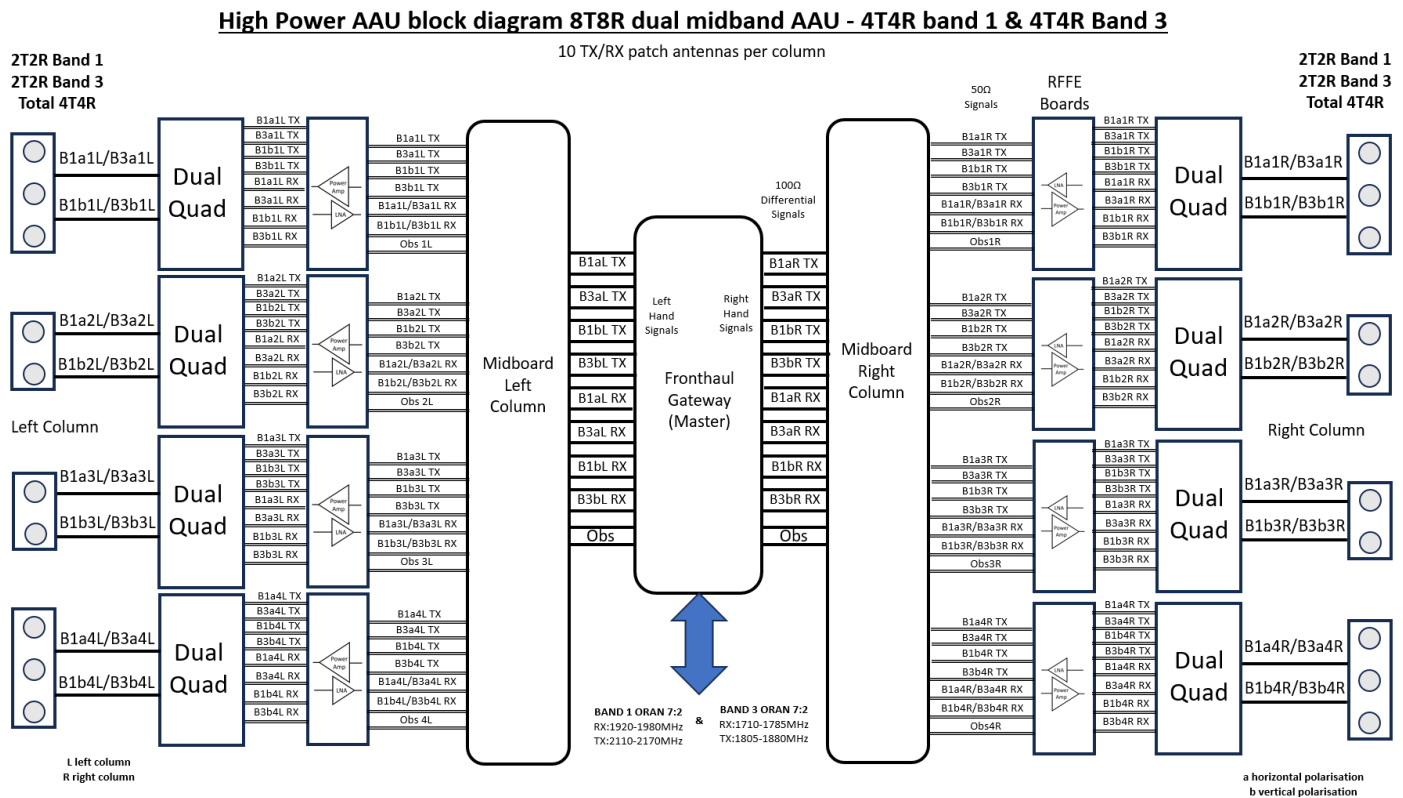 High Power AAU block diagram 8T8R dual midband AAU - 4T4R band 1 & 4T4R Band 3
10 TX/RX patch antennas per column
2T2R Band 1
2T2R Band 3
Total 4T4R
B1a1L/B3a1L
B1b1L/B3b1L
Dual
Quad
B1a1L TX
B3a1L TX
B1b1L TX
B3b1L TX
B1a1L RX
B3a1L RX
B1b1L RX
B3b1L RX
Power
Amp
LNA
B1a1L TX
B3a1L TX
B1b1L TX
B3b1L TX
B1a1L/B3a1L RX
B1b1L/B3b1L RX
Obs 1L
B1a2L/B3a2L
B1b2L/B3b2L
Dual
Quad
B1a2L TX
B3a2L TX
B1b2L TX
B3b2L TX
B1a2L RX
B3a2L RX
B1b2L RX
B3b2L RX
Power
Amp
LNA
B1a2L TX
B3a2L TX
B1b2L TX
B3b2L TX
B1a2L/B3a2L RX
B1b2L/B3b2L RX
Obs 2L
Left Column
B1a3L/B3a3L
B1b3L/B3b3L
Dual
Quad
B1a3L TX
B3a3L TX
B1b3L TX
B3b3L TX
B1a3L RX
B3a3L RX
B1b3L RX
B3b3L RX
Power
Amp
LNA
B1a3L TX
B3a3L TX
B1b3L TX
B3b3L TX
B1a3L/B3a3L RX
B1b3L/B3b3L RX
Obs 3L
B1a4L/B3a4L
B1b4L/B3b4L
Dual
Quad
B1a4L TX
B3a4L TX
B1b4L TX
B3b4L TX
B1a4L RX
B3a4L RX
B1b4L RX
B3b4L RX
Power
Amp
LNA
B1a4L TX
B3a4L TX
B1b4L TX
B3b4L TX
B1a4L/B3a4L RX
B1b4L/B3b4L RX
Obs 4L
L left column
R right column
Midboard
Left
Column
B1aL TX
B3aL TX
B1bL TX
B3bL TX
B1aL RX
B3aL RX
B1bL RX
B3bL RX
Obs
Left
Hand
Signals
Right
Hand
Signals
Fronthaul
Gateway
(Master)
BAND 1 ORAN 7:2
RX:1920-1980MHz
TX:2110-2170MHz
&
BAND 3 ORAN 7:2
RX:1710-1785MHz
TX:1805-1880MHz
100Ω
Differential
Signals
B1aR TX
B3aR TX
B1bR TX
B3bR TX
B1aR RX
B3aR RX
B1bR RX
B3bR RX
Obs
Midboard
Right
Column
50Ω
Signals
RFFE
Boards
2T2R Band 1
2T2R Band 3
Total 4T4R
B1a1R TX
B3a1R TX
B1b1R TX
B3b1R TX
B1a1R/B3a1R RX
B1b1R/B3b1R RX
Obs1R
LNA
Power
Amp
B1a1R TX
B3a1R TX
B1b1R TX
B3b1R TX
B1a1R RX
B3a1R RX
B1b1R RX
B3b1R RX
Dual
Quad
B1a1R/B3a1R
B1b1R/B3b1R
B1a2R TX
B3a2R TX
B1b2R TX
B3b2R TX
B1a2R/B3a2R RX
B1b2R/B3b2R RX
Obs2R
LNA
Power
Amp
B1a2R TX
B3a2R TX
B1b2R TX
B3b2R TX
B1a2R RX
B3a2R RX
B1b2R RX
B3b2R RX
Dual
Quad
B1a2R/B3a2R
B1b2R/B3b2R
Right Column
B1a3R TX
B3a3R TX
B1b3R TX
B3b3R TX
B1a3R/B3a3R RX
B1b3R/B3b3R RX
Obs3R
LNA
Power
Amp
B1a3R TX
B3a3R TX
B1b3R TX
B3b3R TX
B1a3R RX
B3a3R RX
B1b3R RX
B3b3R RX
Dual
Quad
B1a3R/B3a3R
B1b3R/B3b3R
B1a4R TX
B3a4R TX
B1b4R TX
B3b4R TX
B1a4R/B3a4R RX
B1b4R/B3b4R RX
Obs4R
LNA
Power
Amp
B1a4R TX
B3a4R TX
B1b4R TX
B3b4R TX
B1a4R RX
B3a4R RX
B1b4R RX
B3b4R RX
Dual
Quad
B1a4R/B3a4R
B1b4R/B3b4R
a horizontal polarisation
b vertical polarisation